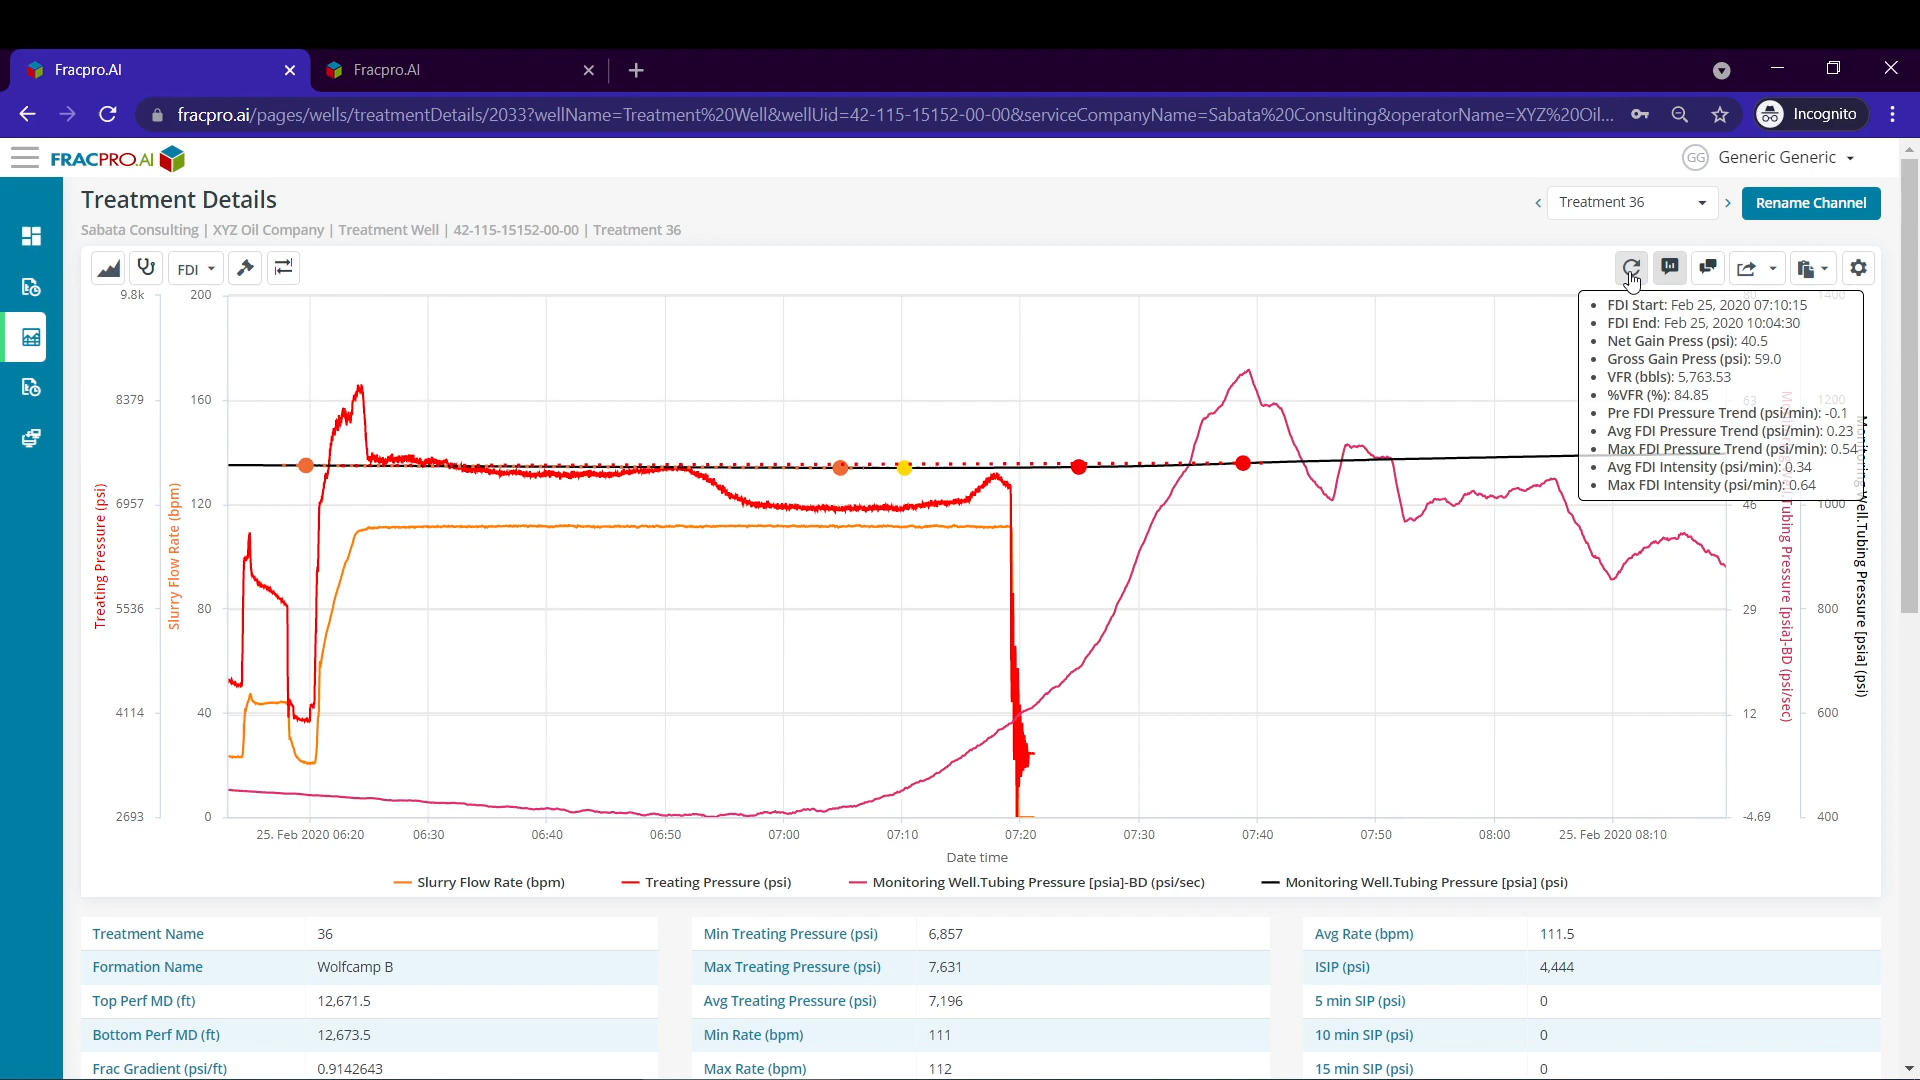 Fracpro.AI
Fracpro.AI
fracpro.ai/pages/wells/treatmentDetails/2033?wellName=Treatment%20Well&wellUid=42-115-15152-00-00&serviceCompanyName=Sabata%20Consulting&operatorName=XYZ%20Oil...
Incognito
FRACPRO.AI
GG Generic Generic
Treatment Details
Treatment 36
Rename Channel
Sabata Consulting | XYZ Oil Company | Treatment Well | 42-115-15152-00-00 | Treatment 36
FDI
9.8k
8379
6957
5536
4114
2693
Treating Pressure (psi)
200
160
120
80
40
0
Slurry Flow Rate (bpm)
FDI Start: Feb 25, 2020 07:10:15
FDI End: Feb 25, 2020 10:04:30
Net Gain Press (psi): 40.5
Gross Gain Press (psi): 59.0
VFR (bbls): 5,763.53
%VFR (%): 84.85
Pre FDI Pressure Trend (psi/min): -0.1
Avg FDI Pressure Trend (psi/min): 0.23
Max FDI Pressure Trend (psi/min): 0.54
Avg FDI Intensity (psi/min): 0.34
Max FDI Intensity (psi/min): 0.64
80
63
46
29
12
-4.69
Monitoring Well.Tubing Pressure [psia]-BD (psi/sec)
1400
1200
1000
800
600
400
Monitoring Well.Tubing Pressure [psia] (psi)
25. Feb 2020 06:20
06:30
06:40
06:50
07:00
07:10
07:20
07:30
07:40
07:50
08:00
25. Feb 2020 08:10
Date time
Slurry Flow Rate (bpm)
Treating Pressure (psi)
Monitoring Well.Tubing Pressure [psia]-BD (psi/sec)
Monitoring Well.Tubing Pressure [psia] (psi)
Treatment Name 36
Formation Name Wolfcamp B
Top Perf MD (ft) 12,671.5
Bottom Perf MD (ft) 12,673.5
Frac Gradient (psi/ft) 0.9142643
Min Treating Pressure (psi) 6,857
Max Treating Pressure (psi) 7,631
Avg Treating Pressure (psi) 7,196
Min Rate (bpm) 111
Max Rate (bpm) 112
Avg Rate (bpm) 111.5
ISIP (psi) 4,444
5 min SIP (psi) 0
10 min SIP (psi) 0
15 min SIP (psi) 0